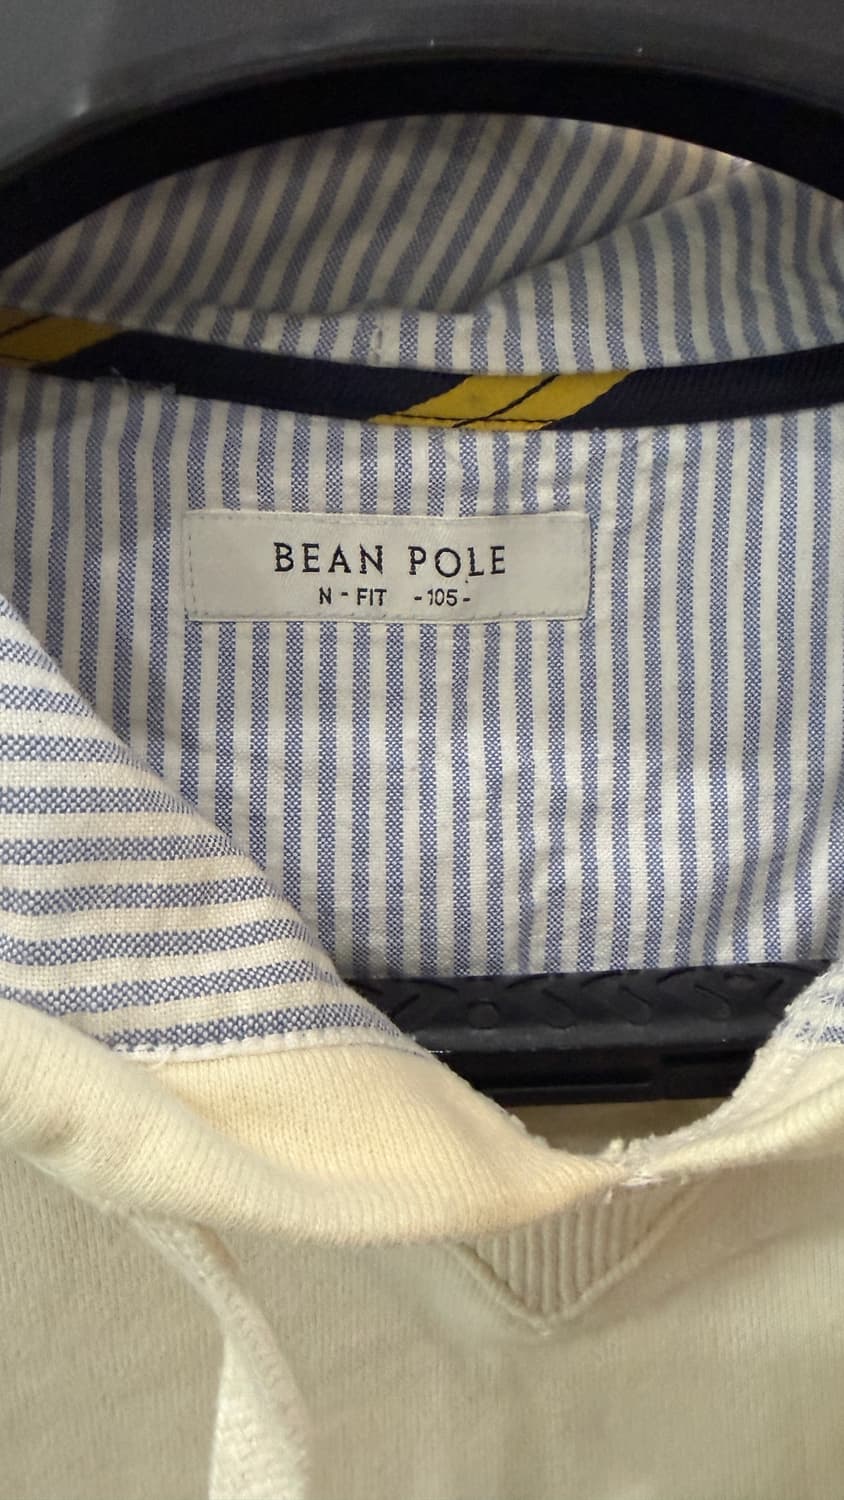 BEAN POLE
N - FIT -105-